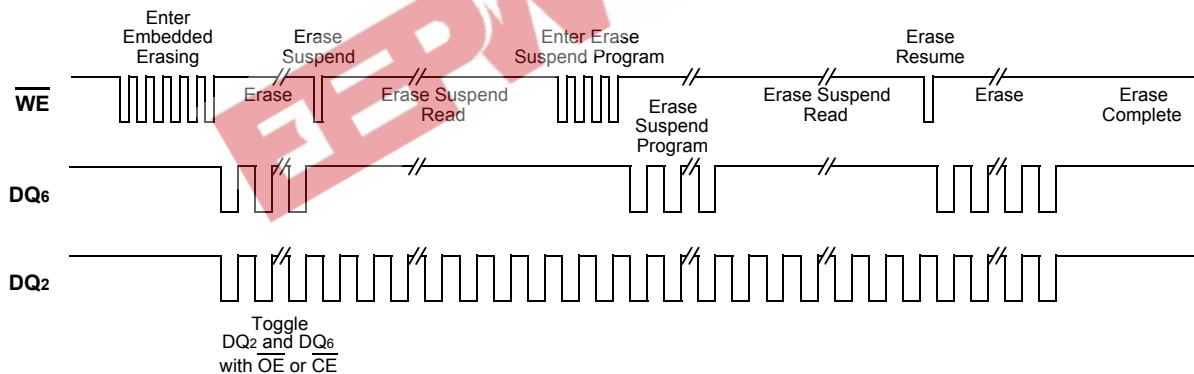 Enter
Embedded
Erasing
Erase
Suspend
Enter Erase
Suspend Program
Erase
Resume
WE
Erase
Erase Suspend
Read
Erase
Suspend
Program
Erase Suspend
Read
Erase
Erase
Complete
DQ6
DQ2
Toggle
DQ2 and DQ6
with OE or CE
EEPW